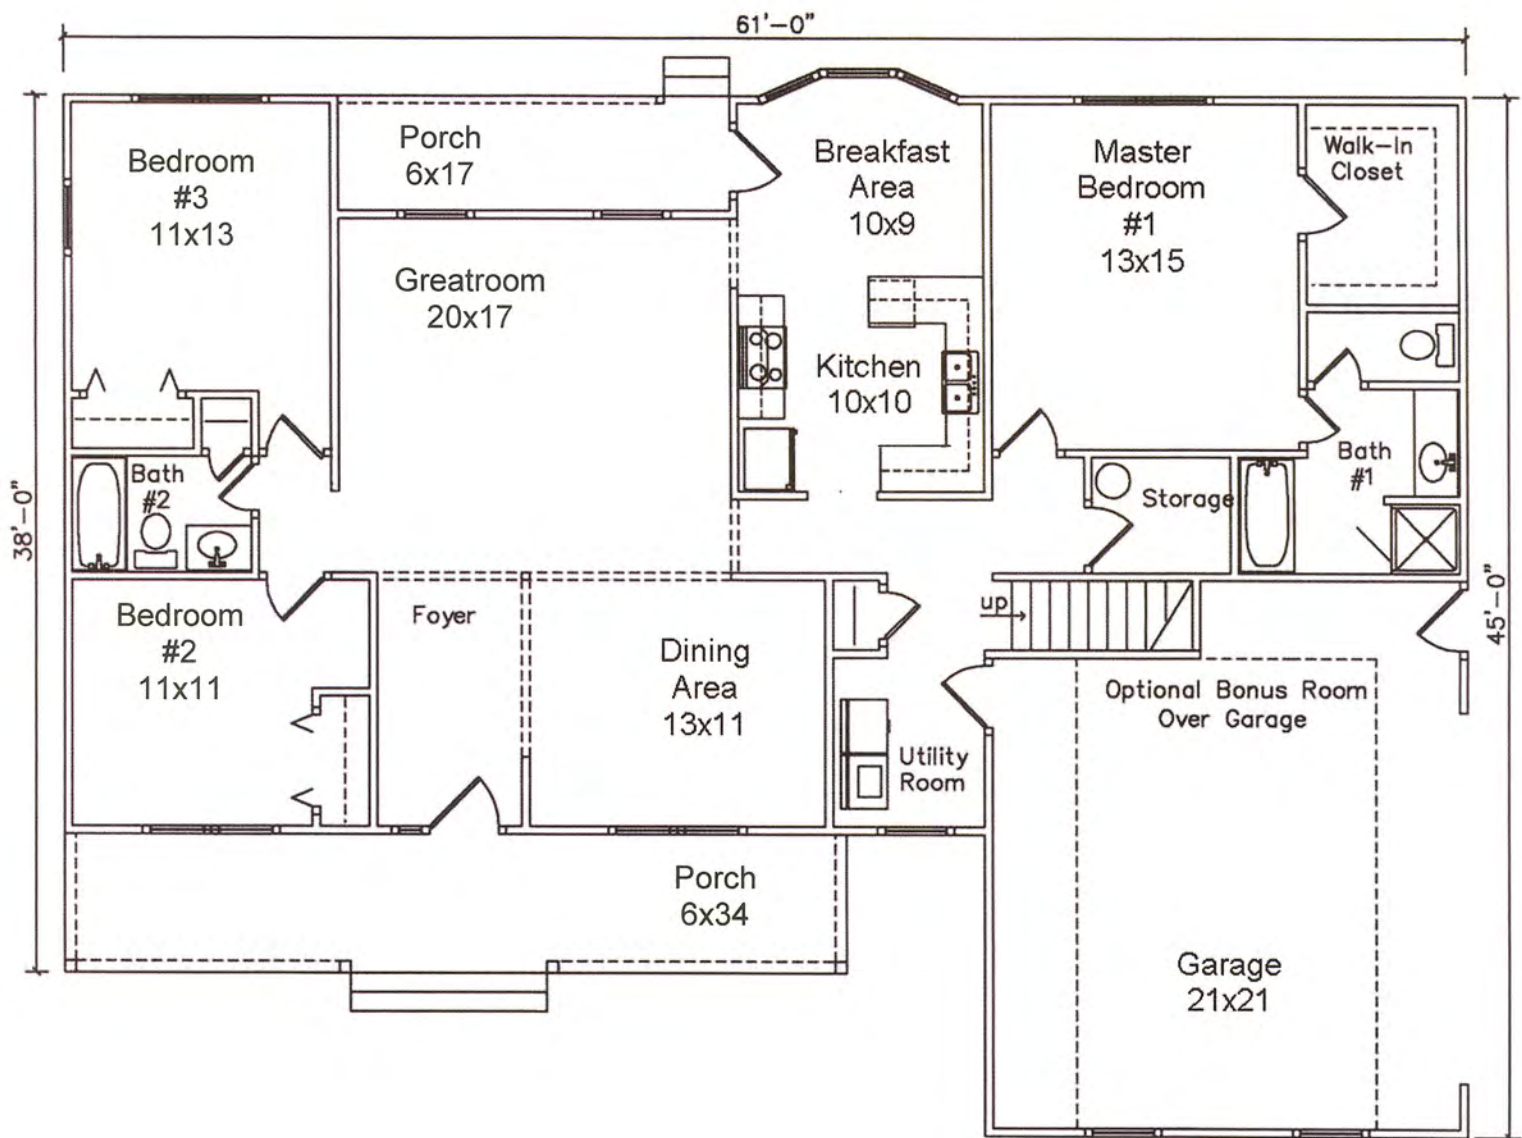 61'-0"
Porch
6x17
Bedroom
#3
11x13
Breakfast
Area
10x9
Master
Bedroom
#1
13x15
Walk-in
Closet
Greatroom
20x17
Kitchen
10x10
Bath
#2
Bath
#1
Storage
38'-0"
45'-0"
Bedroom
#2
11x11
Foyer
Dining
Area
13x11
up
Optional Bonus Room
Over Garage
Utility
Room
Porch
6x34
Garage
21x21